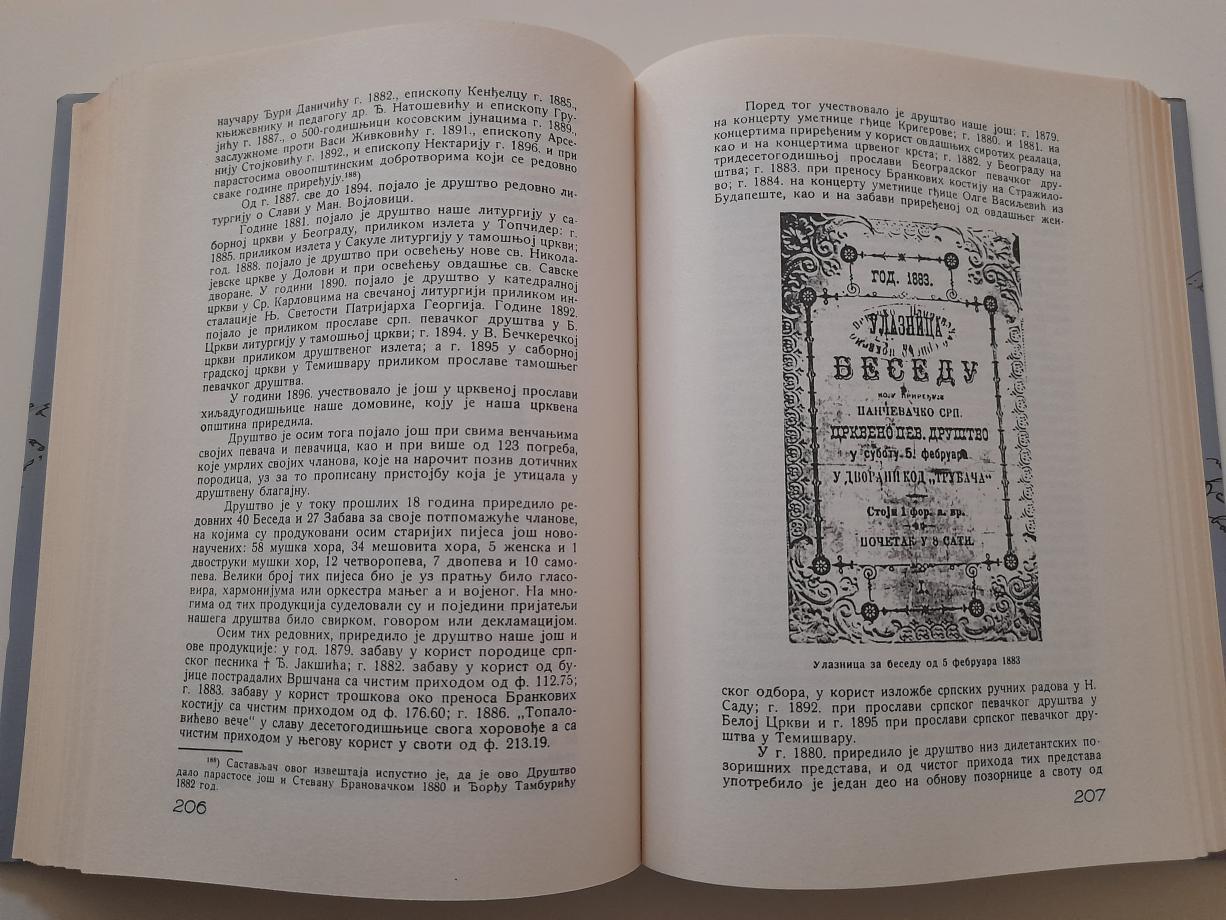 научару Ђури Даничићу г. 1882., епископу Кенђелцу г. 1885.,
књижевнику и педагогу др. Ђ. Натошевићу и епископу Гру-
јићу г. 1887., о 500-годишњици косовским јунацима г. 1889.,
заслужноме проти Васи Живковићу г. 1891., епископу Арсе-
нију Стојковићу г. 1892., и епископу Нектарију г. 1896. и при
парастосима овоопштинским добротворима који се редовно
сваке године приређују.¹⁸⁸)
Од г. 1887. све до 1894. појало је друштво редовно ли-
тургију о Слави у Ман. Војловици.
Године 1881. појало је друштво наше литургију у са-
борној цркви у Београду, приликом излета у Топчидер: г.
1885. приликом излета у Сакуле литургију у тамошњој цркви;
год. 1888. појало је друштво при освећењу нове св. Никола-
јевске цркве у Долови и при освећењу овдашње св. Савске
дворане. У години 1890. појало је друштво у катедралној
цркви у Ср. Карловцима на свечаној литургији приликом ин-
сталације Њ. Светости Патријарха Георгија. Године 1892.
појало је приликом прославе срп. певачког друштва у Б.
Цркви литургију у тамошњој цркви; г. 1894. у В. Бечкеречкој
цркви приликом друштвеног излета; а г. 1895 у саборној
градској цркви у Темишвару приликом прославе тамошњег
певачког друштва.
У години 1896. учествовало је још у црквеној прослави
хиљадугодишњице наше домовине, коју је наша црквена
општина приредила.
Друштво је осим тога појало још при свима венчањима
својих певача и певачица, као и при више од 123 погреба,
које умрлих својих чланова, које на нарочит позив дотичних
породица, уз за то прописану пристојбу која је утицала у
друштвену благајну.
Друштво је у току прошлих 18 година приредило ре-
довних 40 Беседа и 27 Забава за своје потпомажуће чланове,
на којима су продуковани осим старијих пијеса још ново-
научених: 58 мушка хора, 34 мешовита хора, 5 женска и 1
двоструки мушки хор, 12 четворопева, 7 двопева и 10 само-
пева. Велики број тих пијеса био је уз пратњу било гласо-
вира, хармонијума или оркестра мањег а и војеног. На мно-
гима од тих продукција суделовали су и поједини пријатељи
нашега друштва било свирком, говором или декламацијом.
Осим тих редовних, приредило је друштво наше још и
ове продукције: у год. 1879. забаву у корист породице срп-
ског песника † Ђ. Јакшића; г. 1882. забаву у корист од бу-
јице пострадалих Вршчана са чистим приходом од ф. 112.75;
г. 1883. забаву у корист трошкова око преноса Бранкових
костију са чистим приходом од ф. 176.60; г. 1886. „Топало-
вићево вече“ у славу десетогодишњице свога хоровође а са
чистим приходом у његову корист у своти од ф. 213.19.
¹⁸⁸) Састављач овог извештаја испустио је, да је ово Друштво
дало парастосе још и Стевану Брановачком 1880 и Ђорђу Тамбурићу
1882 год.
206
Поред тог учествовало је друштво наше још: г. 1879.
на концерту уметнице гђице Кригерове; г. 1880. и 1881. на
концертима приређеним у корист овдашњих сиротих реалаца,
као и на концертима црвеног крста; г. 1882. у Београду на
тридесетогодишњој прослави Београдског певачког дру-
штва; г. 1883. при преносу Бранкових костију на Стражило-
во; г. 1884. на концерту уметнице гђице Олге Васиљевић из
Будапеште, као и на забави приређеној од овдашњег жен-
ГОД. 1883.
УЛАЗНИЦА
БЕСЕДУ
коју приређује
ПАНЧЕВАЧКО СРП.
ЦРКВЕНО ПЕВ. ДРУШТВО
у суботу 5. фебруара
У ДВОРАНИ КОД „ТРУБАЧА“
Стоји 1 фор. а. вр.
ПОЧЕТАК У 8 САТИ.
I.
Улазница за беседу од 5 фебруара 1883
ског одбора, у корист изложбе српских ручних радова у Н.
Саду; г. 1892. при прослави српског певачког друштва у
Белој Цркви и г. 1895 при прослави српског певачког дру-
штва у Темишвару.
У г. 1880. приредило је друштво низ дилетантских по-
зоришних представа, и од чистог прихода тих представа
употребило је један део на обнову позорнице а своту од
207